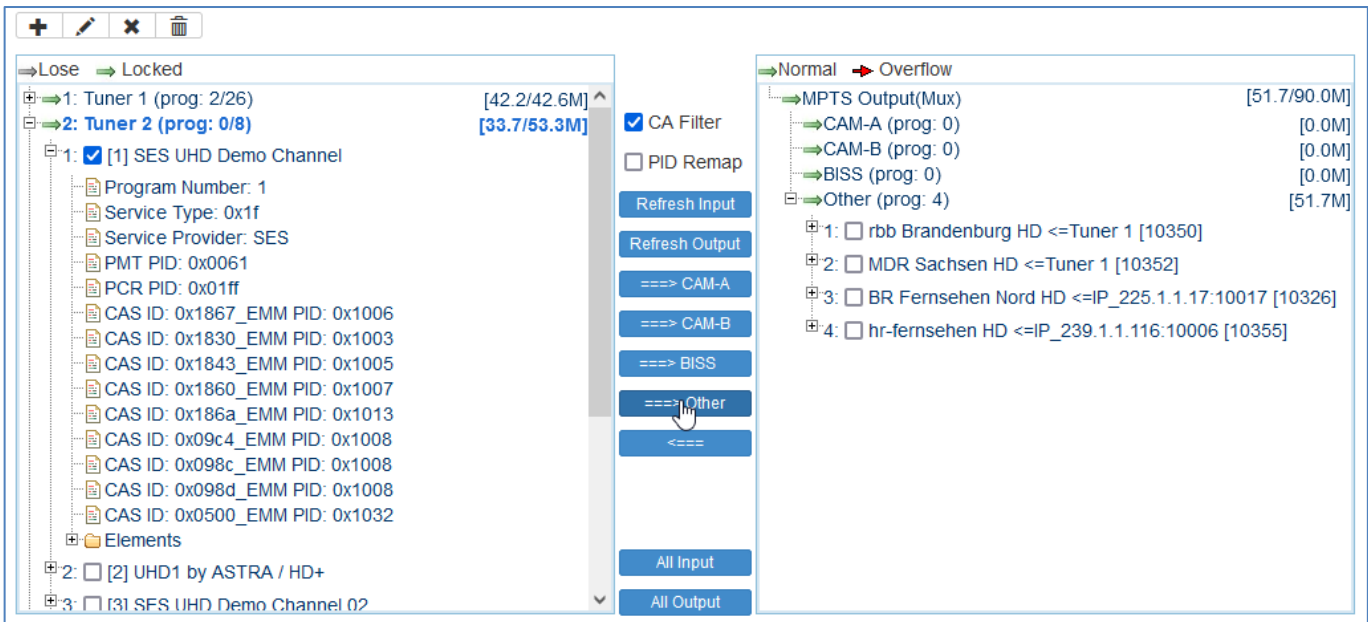 Lose Locked
1: Tuner 1 (prog: 2/26) [42.2/42.6M]
2: Tuner 2 (prog: 0/8) [33.7/53.3M]
1: [1] SES UHD Demo Channel
Program Number: 1
Service Type: 0x1f
Service Provider: SES
PMT PID: 0x0061
PCR PID: 0x01ff
CAS ID: 0x1867_EMM PID: 0x1006
CAS ID: 0x1830_EMM PID: 0x1003
CAS ID: 0x1843_EMM PID: 0x1005
CAS ID: 0x1860_EMM PID: 0x1007
CAS ID: 0x186a_EMM PID: 0x1013
CAS ID: 0x09c4_EMM PID: 0x1008
CAS ID: 0x098c_EMM PID: 0x1008
CAS ID: 0x098d_EMM PID: 0x1008
CAS ID: 0x0500_EMM PID: 0x1032
Elements
2: [2] UHD1 by ASTRA / HD+
3: [3] SES UHD Demo Channel 02
CA Filter
PID Remap
Refresh Input
Refresh Output
===> CAM-A
===> CAM-B
===> BISS
===> Other
<===
All Input
All Output
Normal Overflow
MPTS Output(Mux) [51.7/90.0M]
CAM-A (prog: 0) [0.0M]
CAM-B (prog: 0) [0.0M]
BISS (prog: 0) [0.0M]
Other (prog: 4) [51.7M]
1: rbb Brandenburg HD <=Tuner 1 [10350]
2: MDR Sachsen HD <=Tuner 1 [10352]
3: BR Fernsehen Nord HD <=IP_225.1.1.17:10017 [10326]
4: hr-fernsehen HD <=IP_239.1.1.116:10006 [10355]